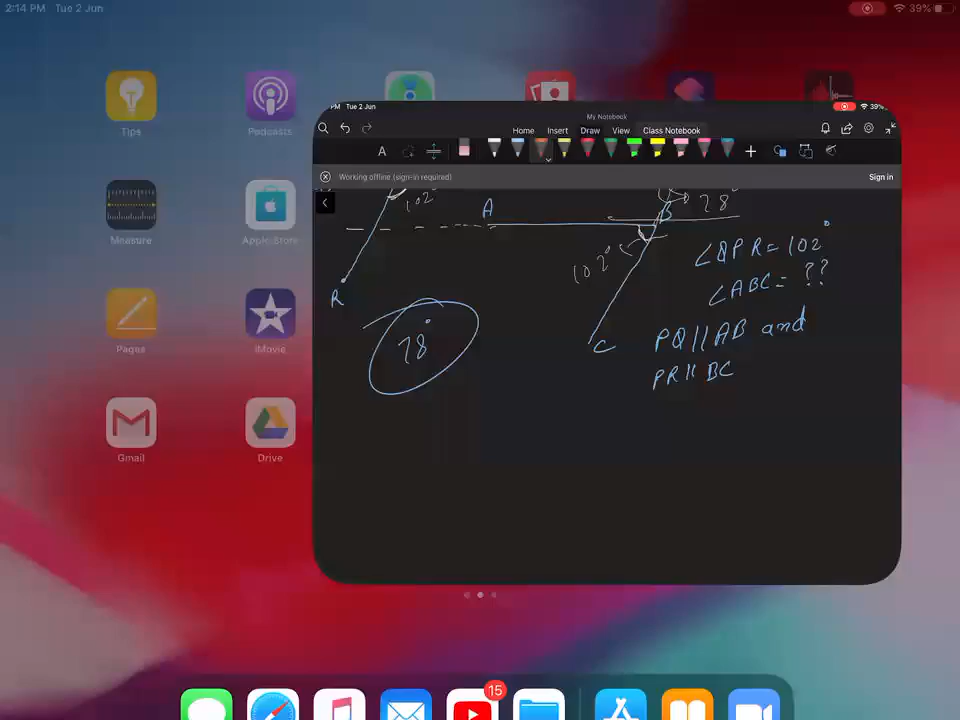 2:14 PM Tue 2 Jun
39%
Tips
Podcasts
Measure
Apple Store
Pages
iMovie
Gmail
Drive
PM Tue 2 Jun
39%
My Notebook
Home Insert Draw View Class Notebook
A
Working offline (sign-in required)
Sign in
102°
A
B
78°
102°
R
C
∠QPR = 102°
∠ABC = ??
PQ || AB and
PR || BC
78°
15